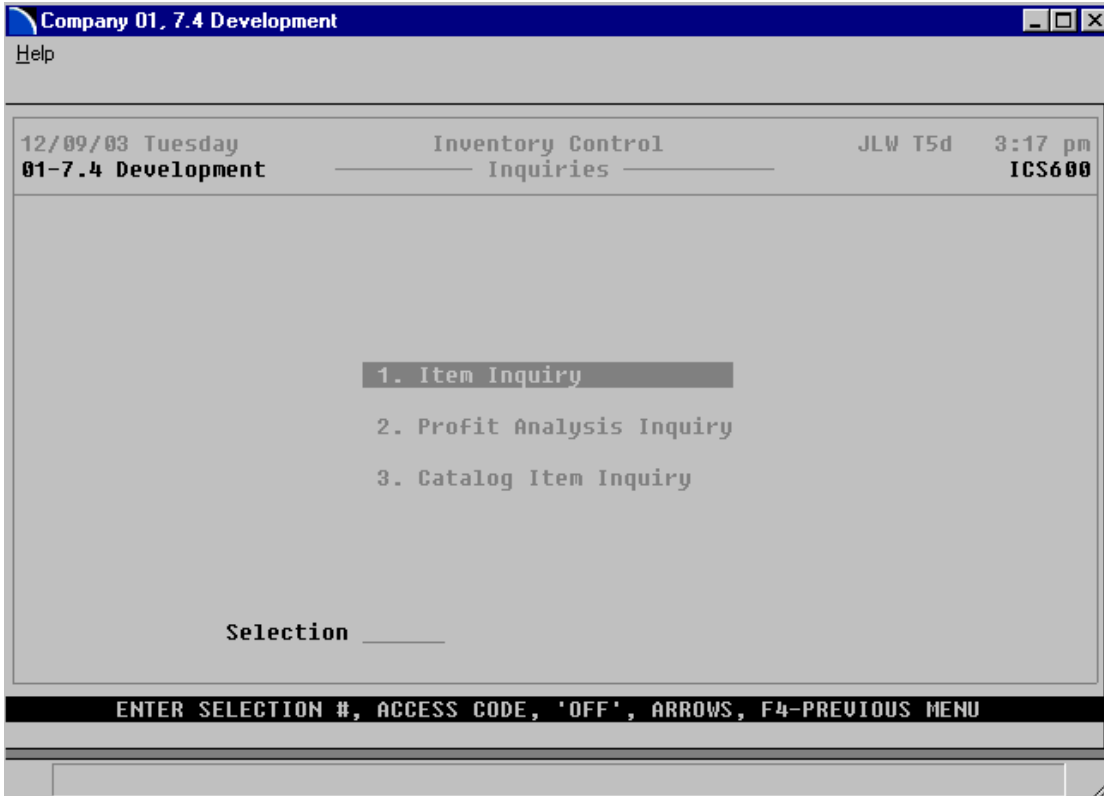 Company 01, 7.4 Development
Help
12/09/03 Tuesday Inventory Control JLW T5d 3:17 pm
01-7.4 Development Inquiries ICS600
1. Item Inquiry
2. Profit Analysis Inquiry
3. Catalog Item Inquiry
Selection ______
ENTER SELECTION #, ACCESS CODE, 'OFF', ARROWS, F4-PREVIOUS MENU